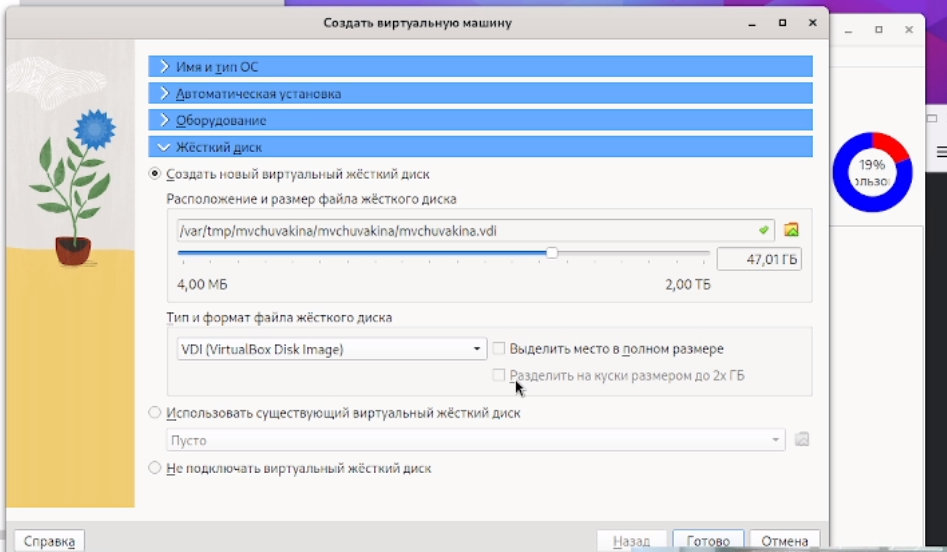 Создать виртуальную машину
Имя и тип ОС
Автоматическая установка
Оборудование
Жёсткий диск
Создать новый виртуальный жёсткий диск
Расположение и размер файла жёсткого диска
/var/tmp/mvchuvakina/mvchuvakina/mvchuvakina.vdi
47,01 ГБ
4,00 МБ 2,00 ТБ
Тип и формат файла жёсткого диска
VDI (VirtualBox Disk Image) Выделить место в полном размере
Разделить на куски размером до 2х ГБ
Использовать существующий виртуальный жёсткий диск
Пусто
Не подключать виртуальный жёсткий диск
Справка Назад Готово Отмена
19%